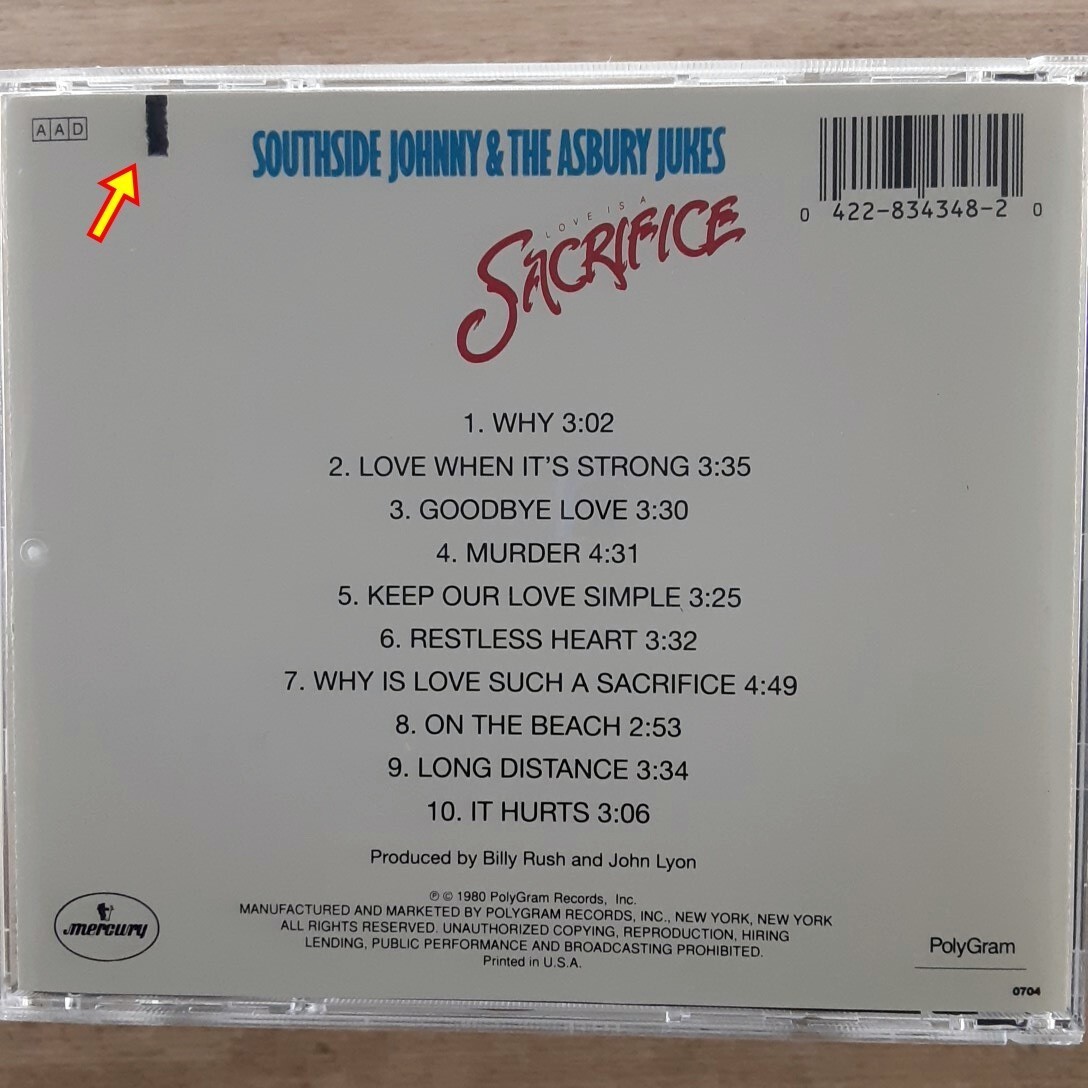 AAD
SOUTHSIDE JOHNNY & THE ASBURY JUKES
LOVE IS A
SACRIFICE
0 422-834348-2 0
1. WHY 3:02
2. LOVE WHEN IT'S STRONG 3:35
3. GOODBYE LOVE 3:30
4. MURDER 4:31
5. KEEP OUR LOVE SIMPLE 3:25
6. RESTLESS HEART 3:32
7. WHY IS LOVE SUCH A SACRIFICE 4:49
8. ON THE BEACH 2:53
9. LONG DISTANCE 3:34
10. IT HURTS 3:06
Produced by Billy Rush and John Lyon
℗ © 1980 PolyGram Records, Inc.
MANUFACTURED AND MARKETED BY POLYGRAM RECORDS, INC., NEW YORK, NEW YORK
ALL RIGHTS RESERVED. UNAUTHORIZED COPYING, REPRODUCTION, HIRING
LENDING, PUBLIC PERFORMANCE AND BROADCASTING PROHIBITED.
Printed in U.S.A.
mercury
PolyGram
0704